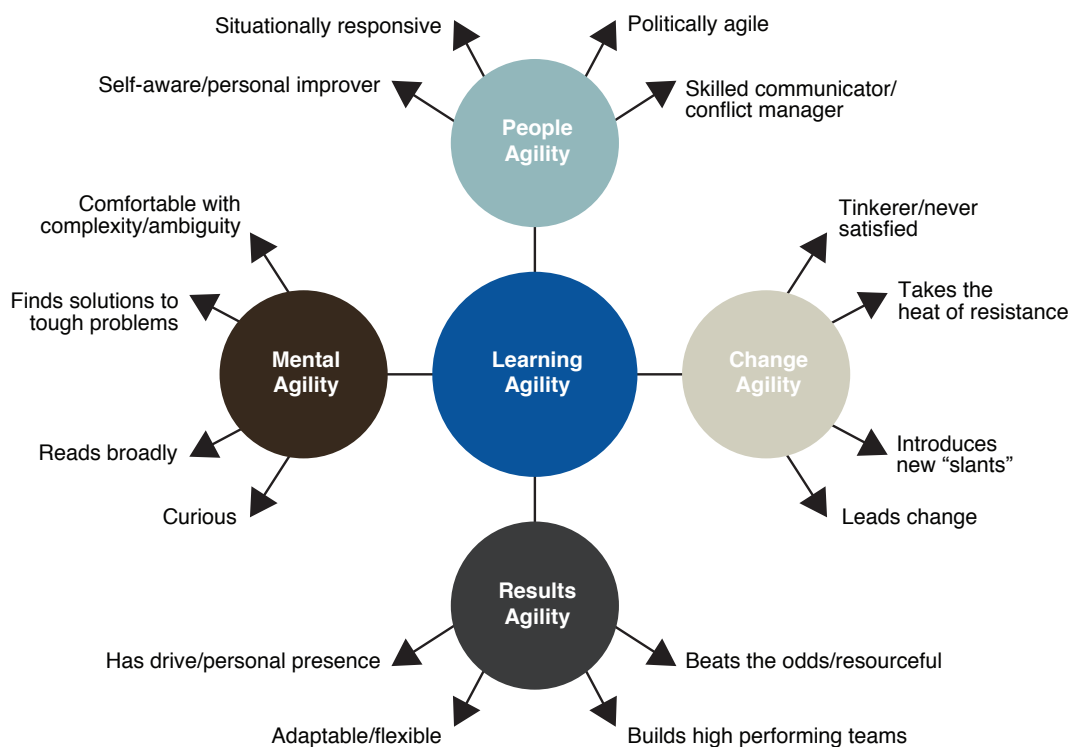 Situationally responsive
Politically agile
Self-aware/personal improver
Skilled communicator/
conflict manager
People
Agility
Comfortable with
complexity/ambiguity
Tinkerer/never
satisfied
Finds solutions to
tough problems
Takes the
heat of resistance
Mental
Agility
Learning
Agility
Change
Agility
Reads broadly
Introduces
new “slants”
Curious
Leads change
Results
Agility
Has drive/personal presence
Beats the odds/resourceful
Adaptable/flexible
Builds high performing teams